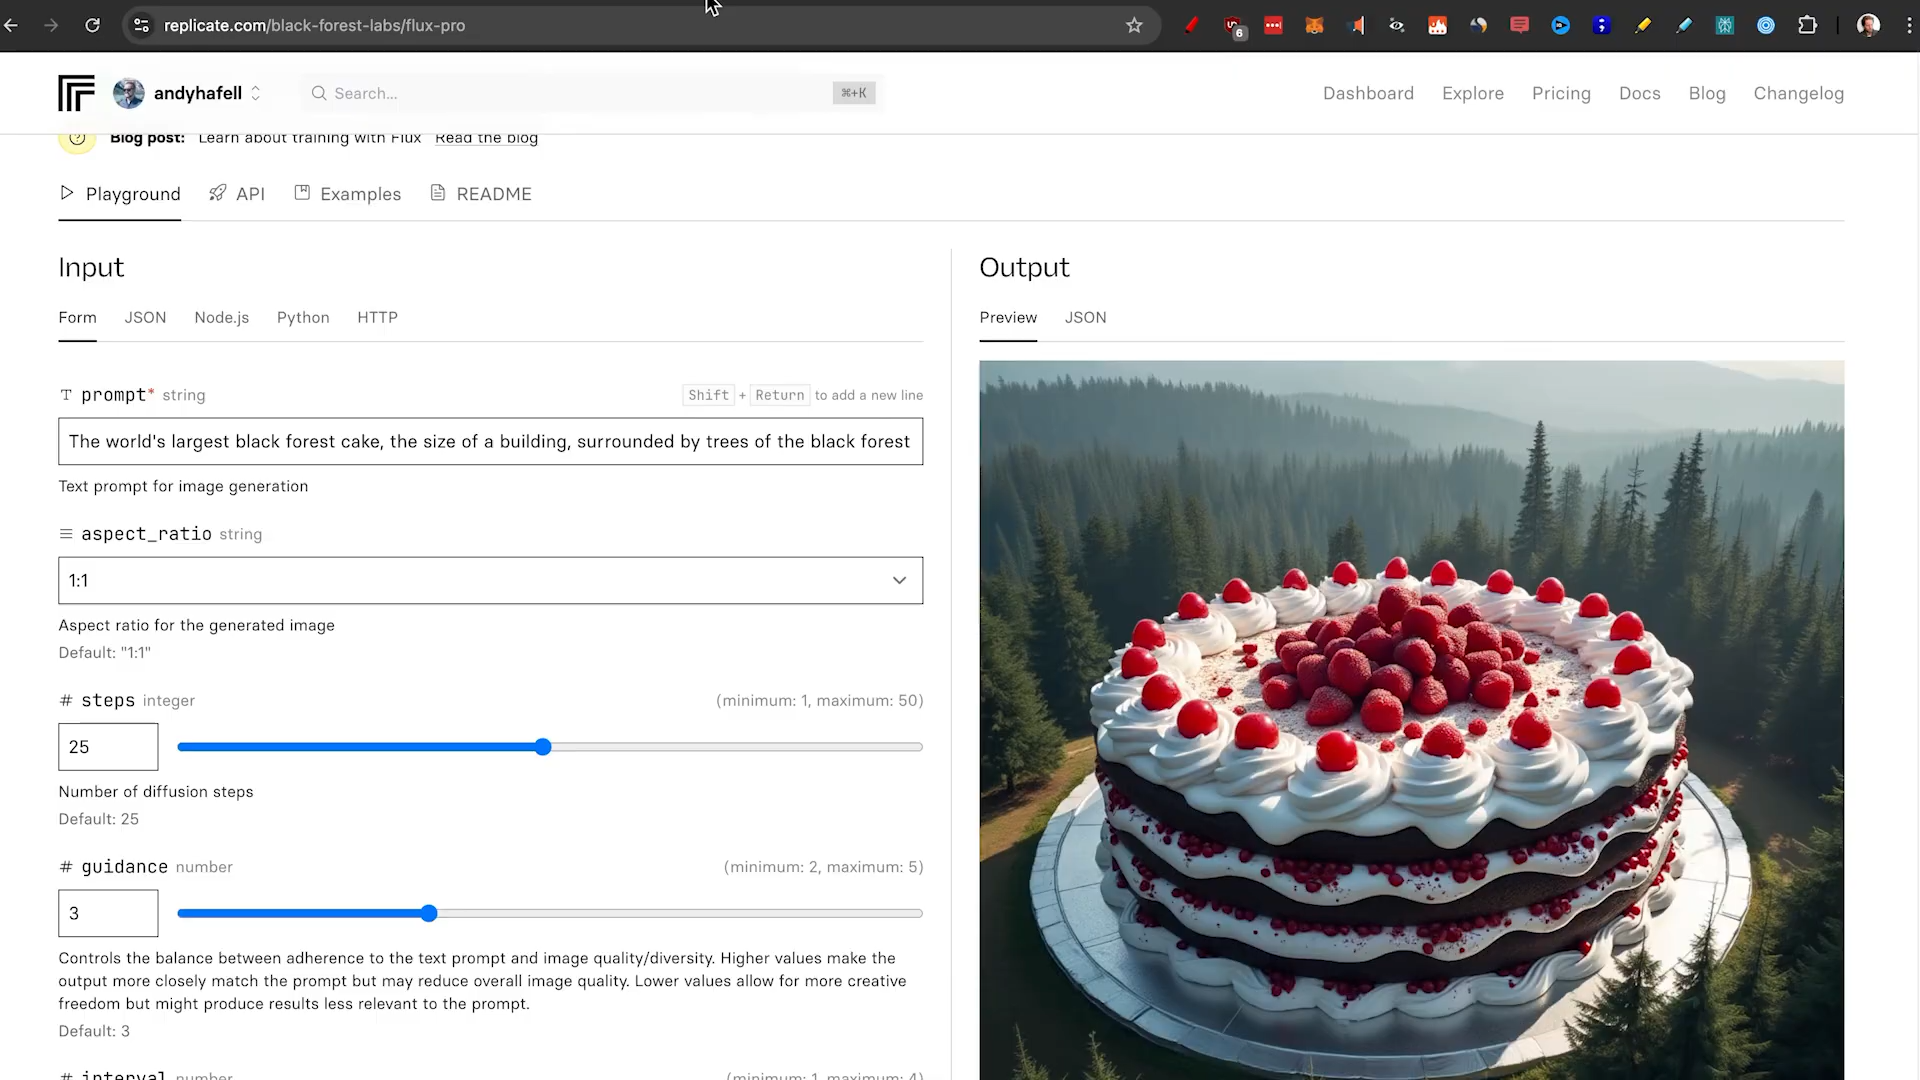 replicate.com/black-forest-labs/flux-pro
6
andyhafell
Search...
⌘+K
Dashboard
Explore
Pricing
Docs
Blog
Changelog
Blog post: Learn about training with Flux Read the blog
Playground
API
Examples
README
Input
Form
JSON
Node.js
Python
HTTP
prompt* string
Shift + Return to add a new line
The world's largest black forest cake, the size of a building, surrounded by trees of the black forest
Text prompt for image generation
aspect_ratio string
1:1
Aspect ratio for the generated image
Default: "1:1"
# steps integer
(minimum: 1, maximum: 50)
25
Number of diffusion steps
Default: 25
# guidance number
(minimum: 2, maximum: 5)
3
Controls the balance between adherence to the text prompt and image quality/diversity. Higher values make the
output more closely match the prompt but may reduce overall image quality. Lower values allow for more creative
freedom but might produce results less relevant to the prompt.
Default: 3
# interval number
(minimum: 1, maximum: 4)
Output
Preview
JSON